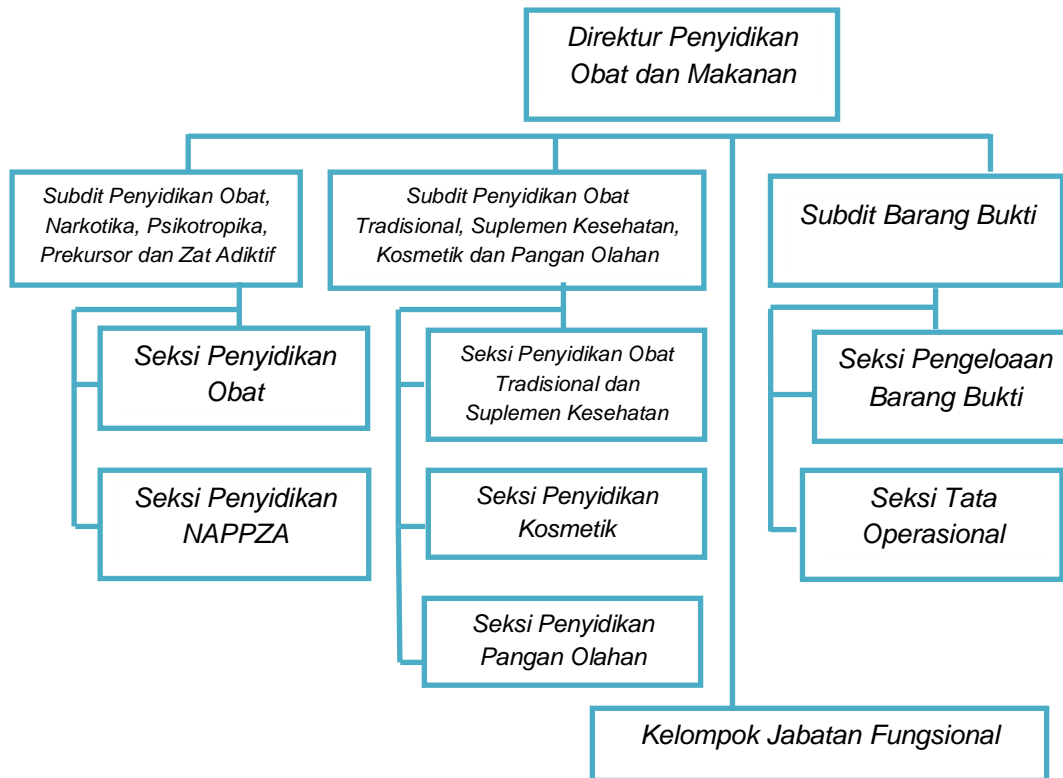 Direktur Penyidikan
Obat dan Makanan
Subdit Penyidikan Obat,
Narkotika, Psikotropika,
Prekursor dan Zat Adiktif
Subdit Penyidikan Obat
Tradisional, Suplemen Kesehatan,
Kosmetik dan Pangan Olahan
Subdit Barang Bukti
Seksi Penyidikan
Obat
Seksi Penyidikan
NAPPZA
Seksi Penyidikan Obat
Tradisional dan
Suplemen Kesehatan
Seksi Penyidikan
Kosmetik
Seksi Penyidikan
Pangan Olahan
Seksi Pengeloaan
Barang Bukti
Seksi Tata
Operasional
Kelompok Jabatan Fungsional